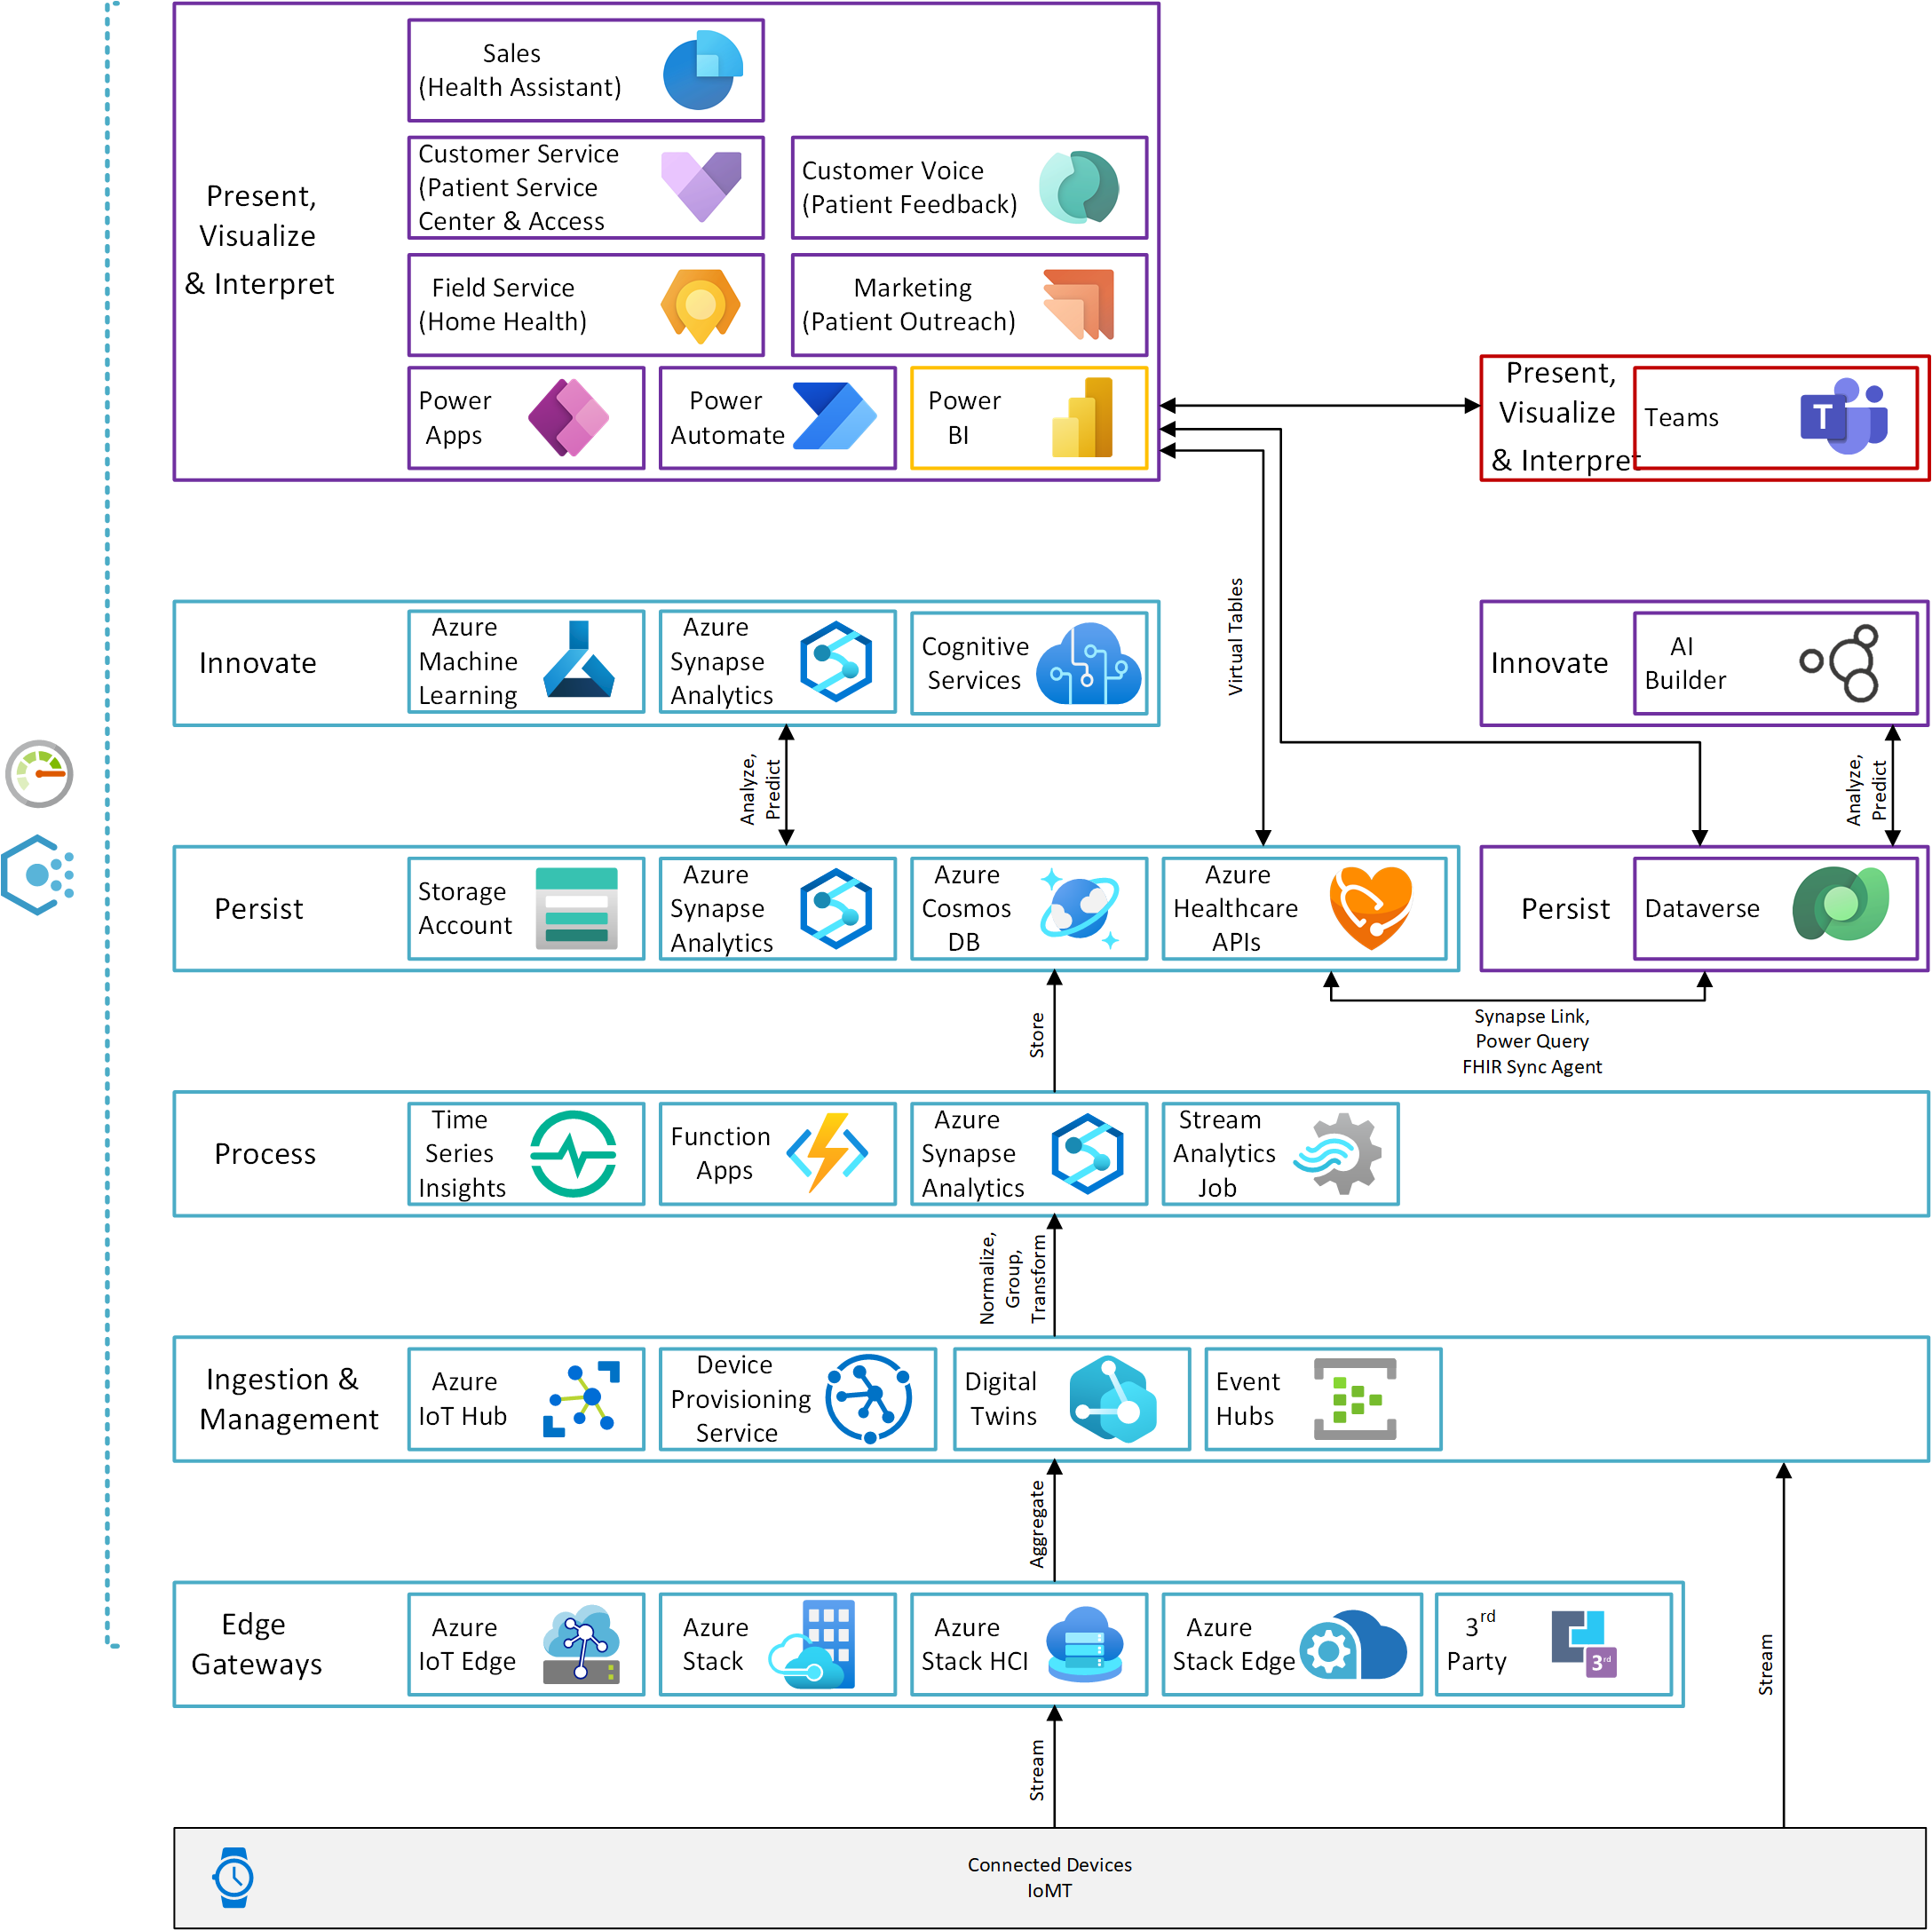 Present,
Visualize
& Interpret
Sales
(Health Assistant)
Customer Service
(Patient Service
Center & Access
Customer Voice
(Patient Feedback)
Field Service
(Home Health)
Marketing
(Patient Outreach)
Power
Apps
Power
Automate
Power
BI
Present,
Visualize
& Interpret
Teams
T
Virtual Tables
Innovate
Azure
Machine
Learning
Azure
Synapse
Analytics
Cognitive
Services
Innovate
AI
Builder
Analyze,
Predict
Analyze,
Predict
Persist
Storage
Account
Azure
Synapse
Analytics
Azure
Cosmos
DB
Azure
Healthcare
APIs
Persist
Dataverse
Store
Synapse Link,
Power Query
FHIR Sync Agent
Process
Time
Series
Insights
Function
Apps
Azure
Synapse
Analytics
Stream
Analytics
Job
Normalize,
Group,
Transform
Ingestion &
Management
Azure
IoT Hub
Device
Provisioning
Service
Digital
Twins
Event
Hubs
Aggregate
Edge
Gateways
Azure
IoT Edge
Azure
Stack
Azure
Stack HCI
Azure
Stack Edge
3rd
Party
3rd
Stream
Stream
Connected Devices
IoMT